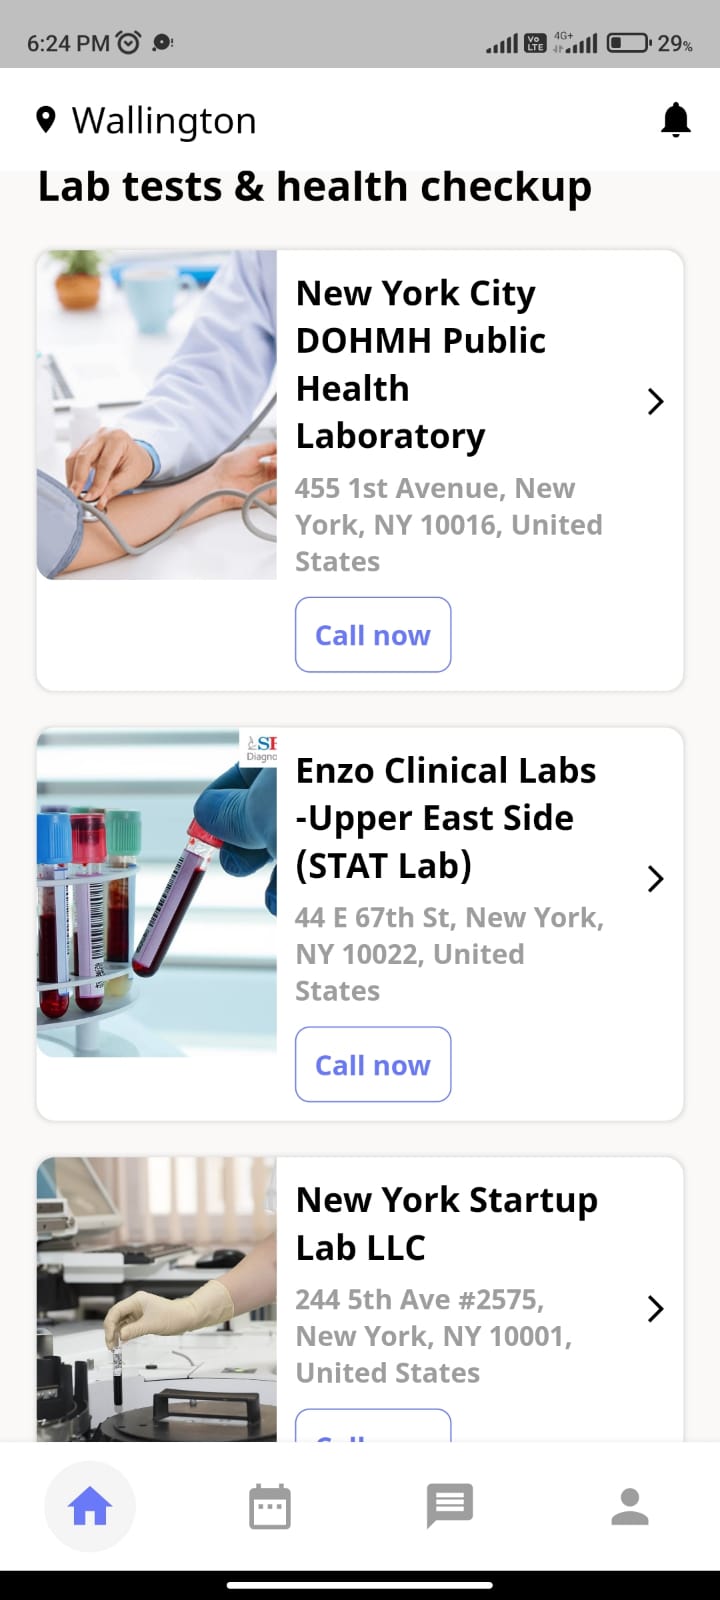 6:24 PM
Vo LTE
4G+
29%
Wallington
Lab tests & health checkup
New York City
DOHMH Public
Health
Laboratory
455 1st Avenue, New
York, NY 10016, United
States
Call now
Diagno
Enzo Clinical Labs
-Upper East Side
(STAT Lab)
44 E 67th St, New York,
NY 10022, United
States
Call now
New York Startup
Lab LLC
244 5th Ave #2575,
New York, NY 10001,
United States